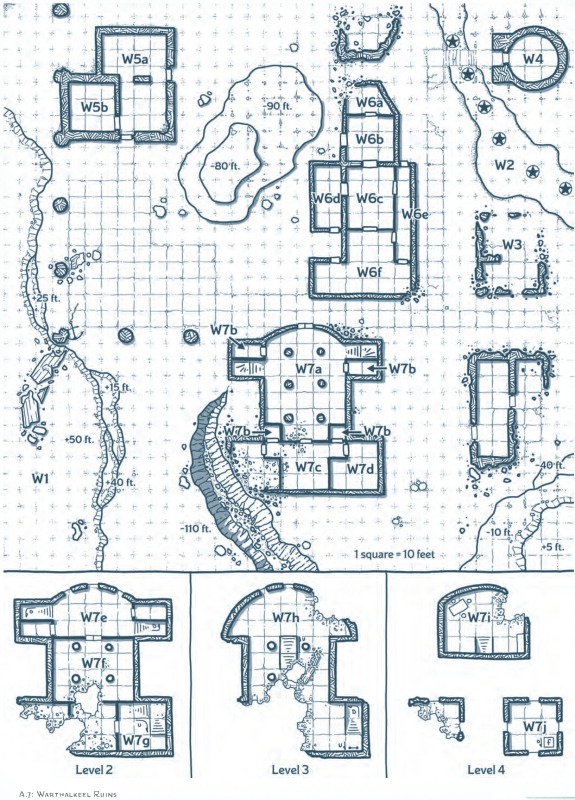 W5a
W4
-90 ft.
W6a
W5b
W6b
W2
-80 ft.
W6d
W6c
W6e
W3
W6f
-25 ft.
W7b
W7a
W7b
+15 ft.
W7b
W7b
+50 ft.
W7c
W7d
-40 ft.
W1
+40 ft.
-110 ft.
-10 ft.
+5 ft.
1 square = 10 feet
W7e
W7h
W7i
W7f
W7g
W7j
Level 2
Level 3
Level 4
A.7: Warthalkeel Ruins